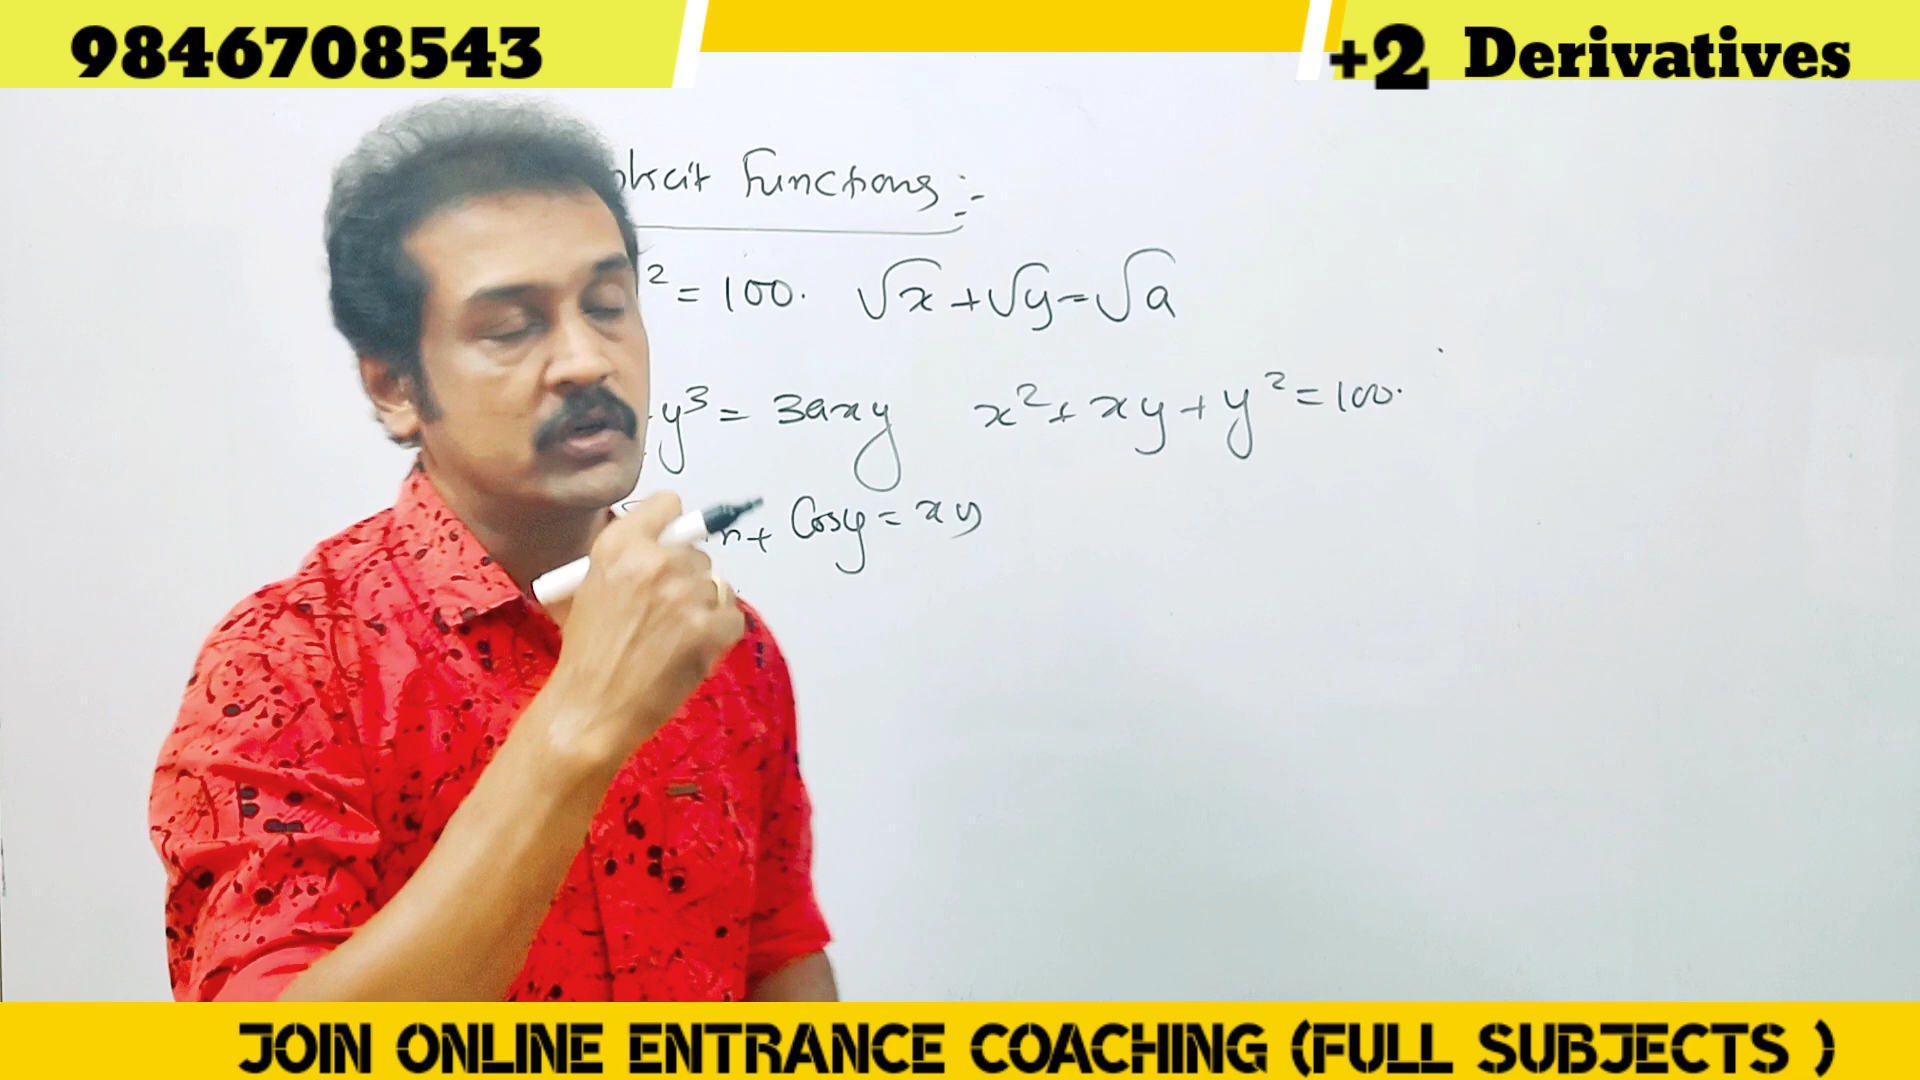 9846708543
+2 Derivatives
plicit Functions :-
² = 100. √x + √y = √a
y³ = 3axy x² + xy + y² = 100.
+ Cosy = xy
JOIN ONLINE ENTRANCE COACHING (FULL SUBJECTS )